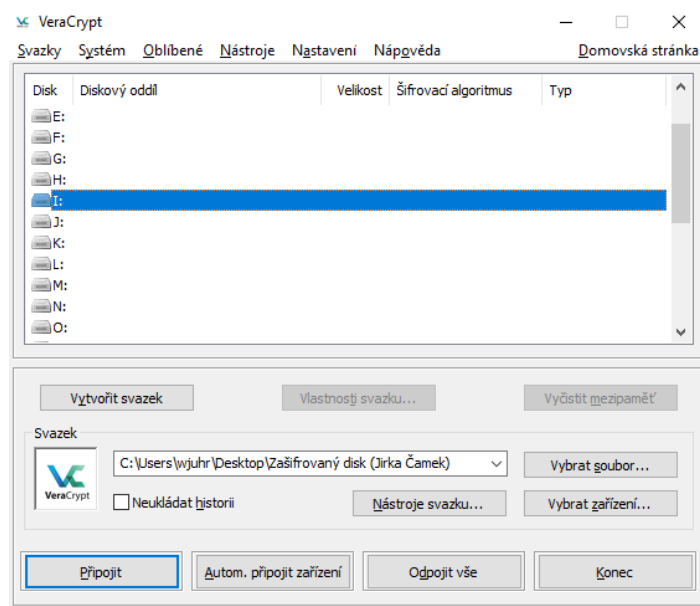 VeraCrypt
Svazky Systém Oblíbené Nástroje Nastavení Nápověda Domovská stránka
Disk Diskový oddíl Velikost Šifrovací algoritmus Typ
E:
F:
G:
H:
I:
J:
K:
L:
M:
N:
O:
Vytvořit svazek Vlastnosti svazku... Vyčistit mezipaměť
Svazek
VeraCrypt
C:\Users\wjuhr\Desktop\Zašifrovaný disk (Jirka Čamek) Vybrat soubor...
Neukládat historii Nástroje svazku... Vybrat zařízení...
Připojit Autom. připojit zařízení Odpojit vše Konec